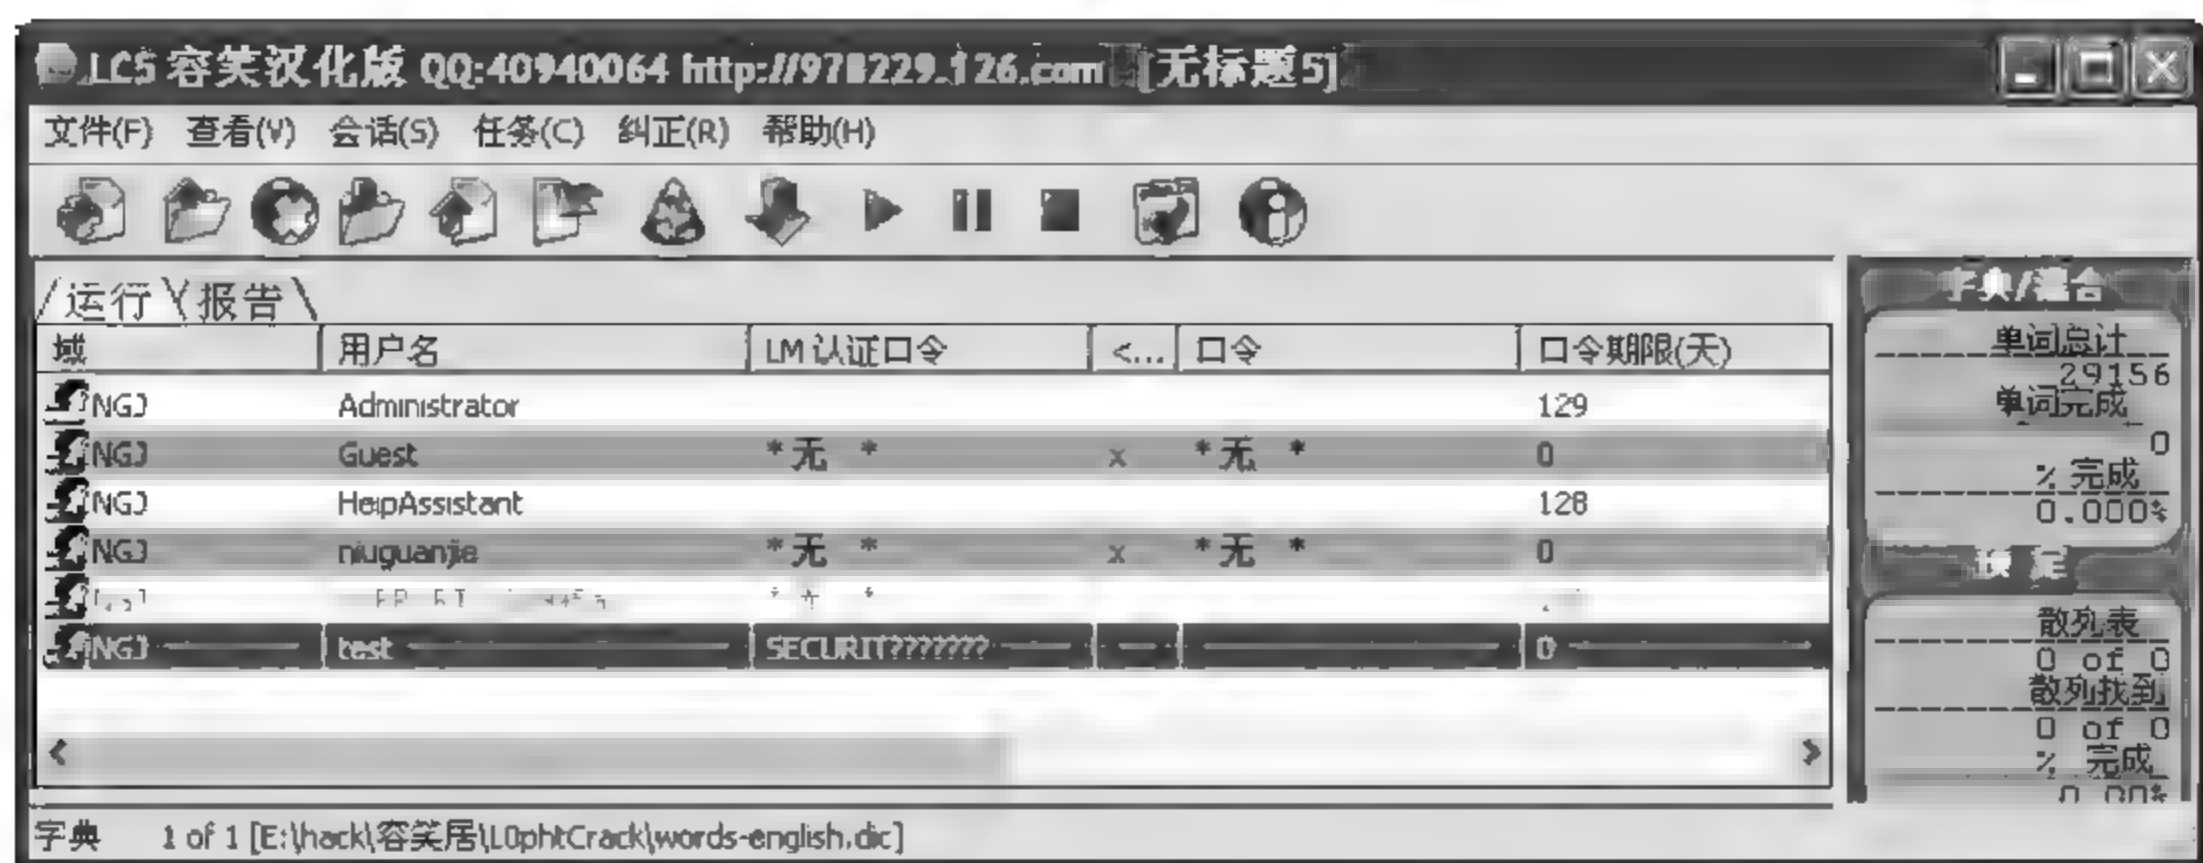 LC5 容笑汉化版 QQ:40940064 http://978229.126.com [无标题5]
文件(F) 查看(V) 会话(S) 任务(C) 纠正(R) 帮助(H)
运行 报告
域 用户名 LM 认证口令 <... 口令 口令期限(天)
NGJ Administrator 129
NGJ Guest *无 * x *无 * 0
NGJ HelpAssistant 128
NGJ niuguanjie *无 * x *无 * 0
NGJ test SECURIT??????? 0
字典/混合
单词总计
29156
单词完成
0
% 完成
0.000%
散列表
0 of 0
散列找到
0 of 0
% 完成
0.00%
字典 1 of 1 [E:\hack\容笑居\L0phtCrack\words-english.dic]